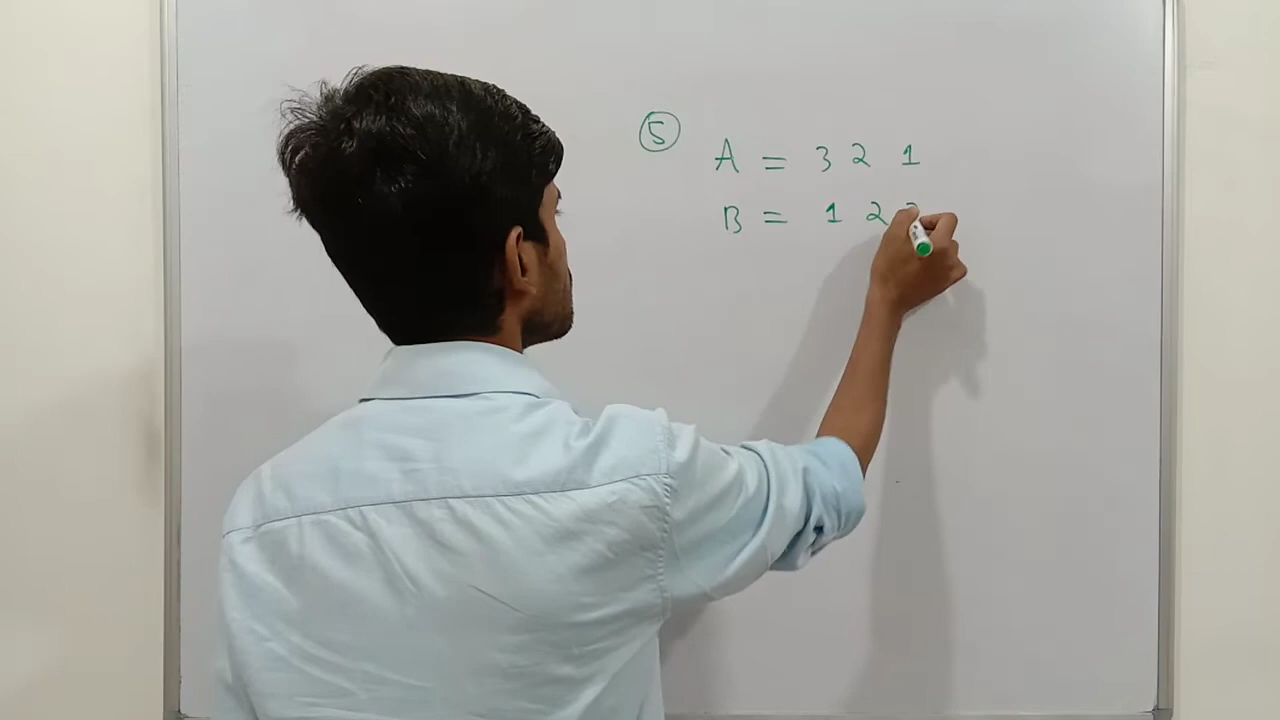 ⑤
A = 3 2 1
B = 1 2